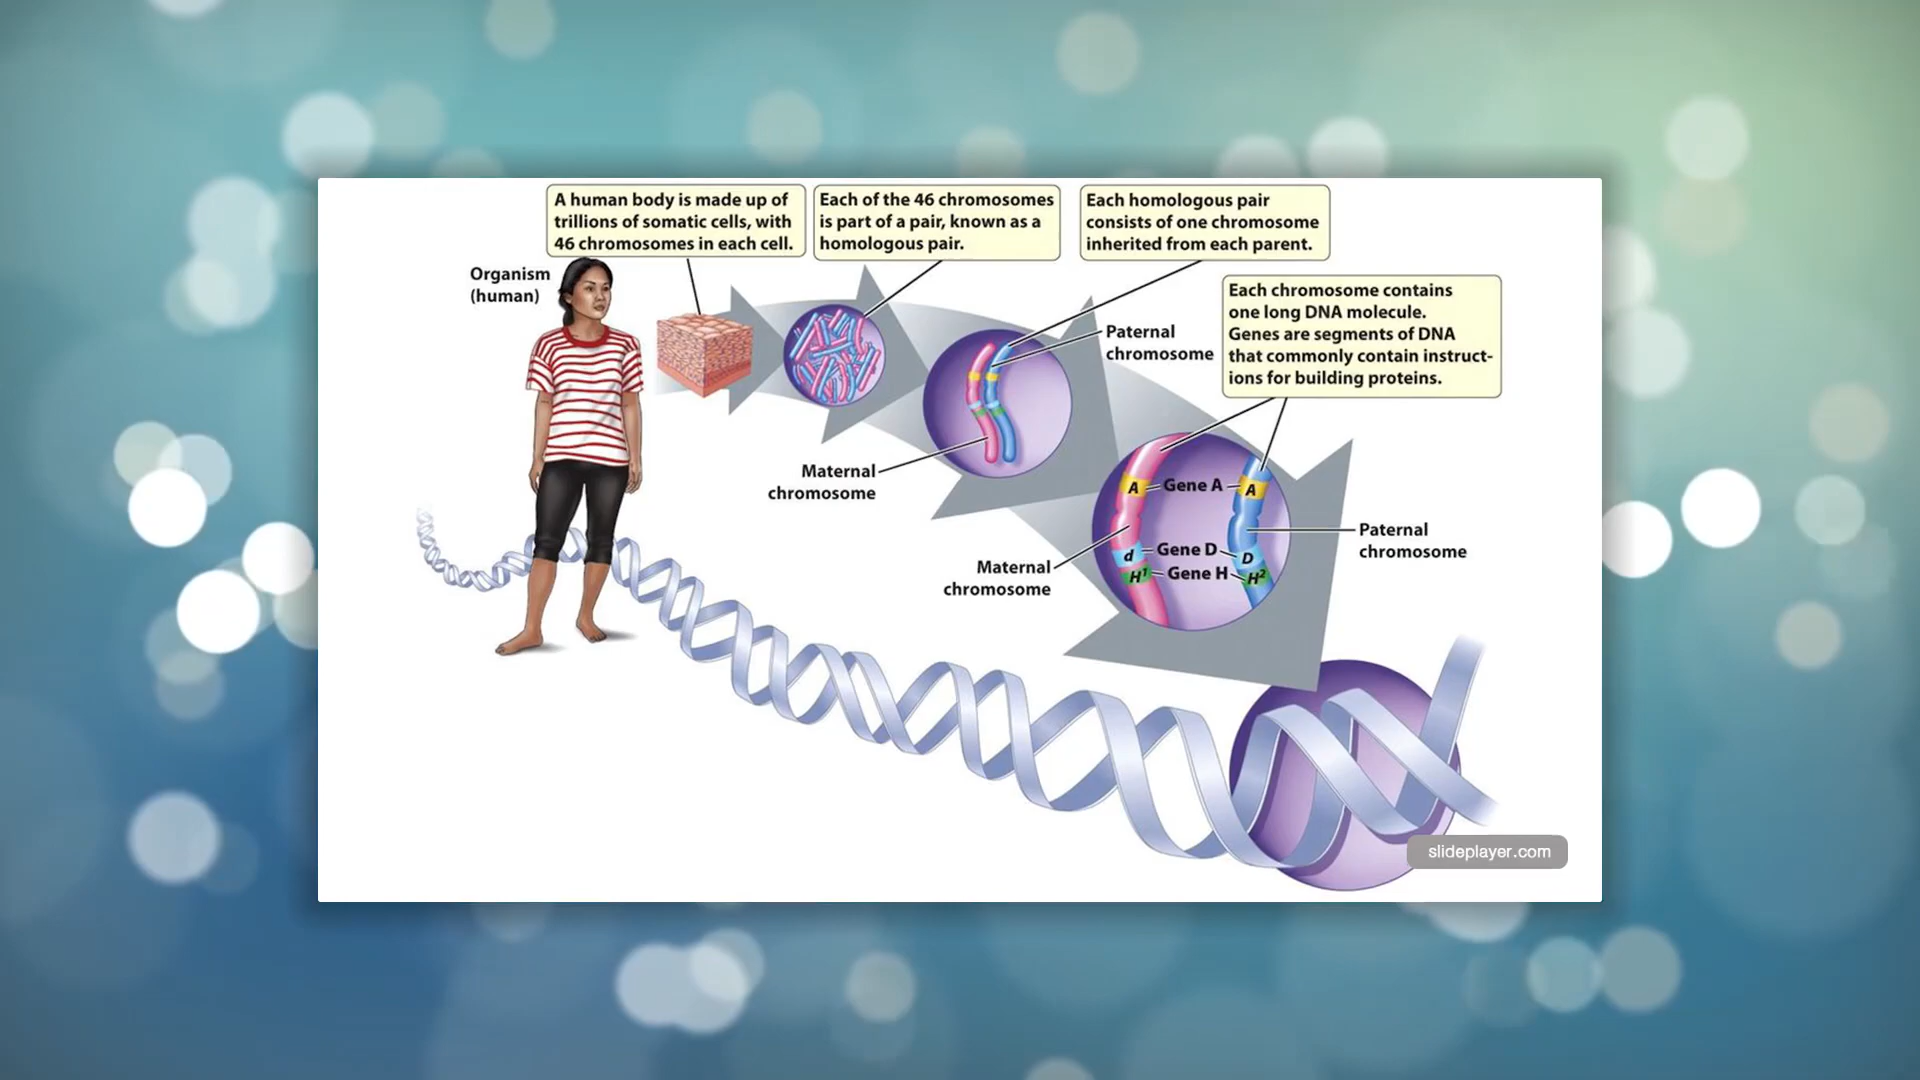 A human body is made up of
trillions of somatic cells, with
46 chromosomes in each cell.
Each of the 46 chromosomes
is part of a pair, known as a
homologous pair.
Each homologous pair
consists of one chromosome
inherited from each parent.
Organism
(human)
Each chromosome contains
one long DNA molecule.
Genes are segments of DNA
that commonly contain instruct-
ions for building proteins.
Paternal
chromosome
Maternal
chromosome
A Gene A A
d Gene D D
H¹ Gene H H²
Paternal
chromosome
Maternal
chromosome
slideplayer.com